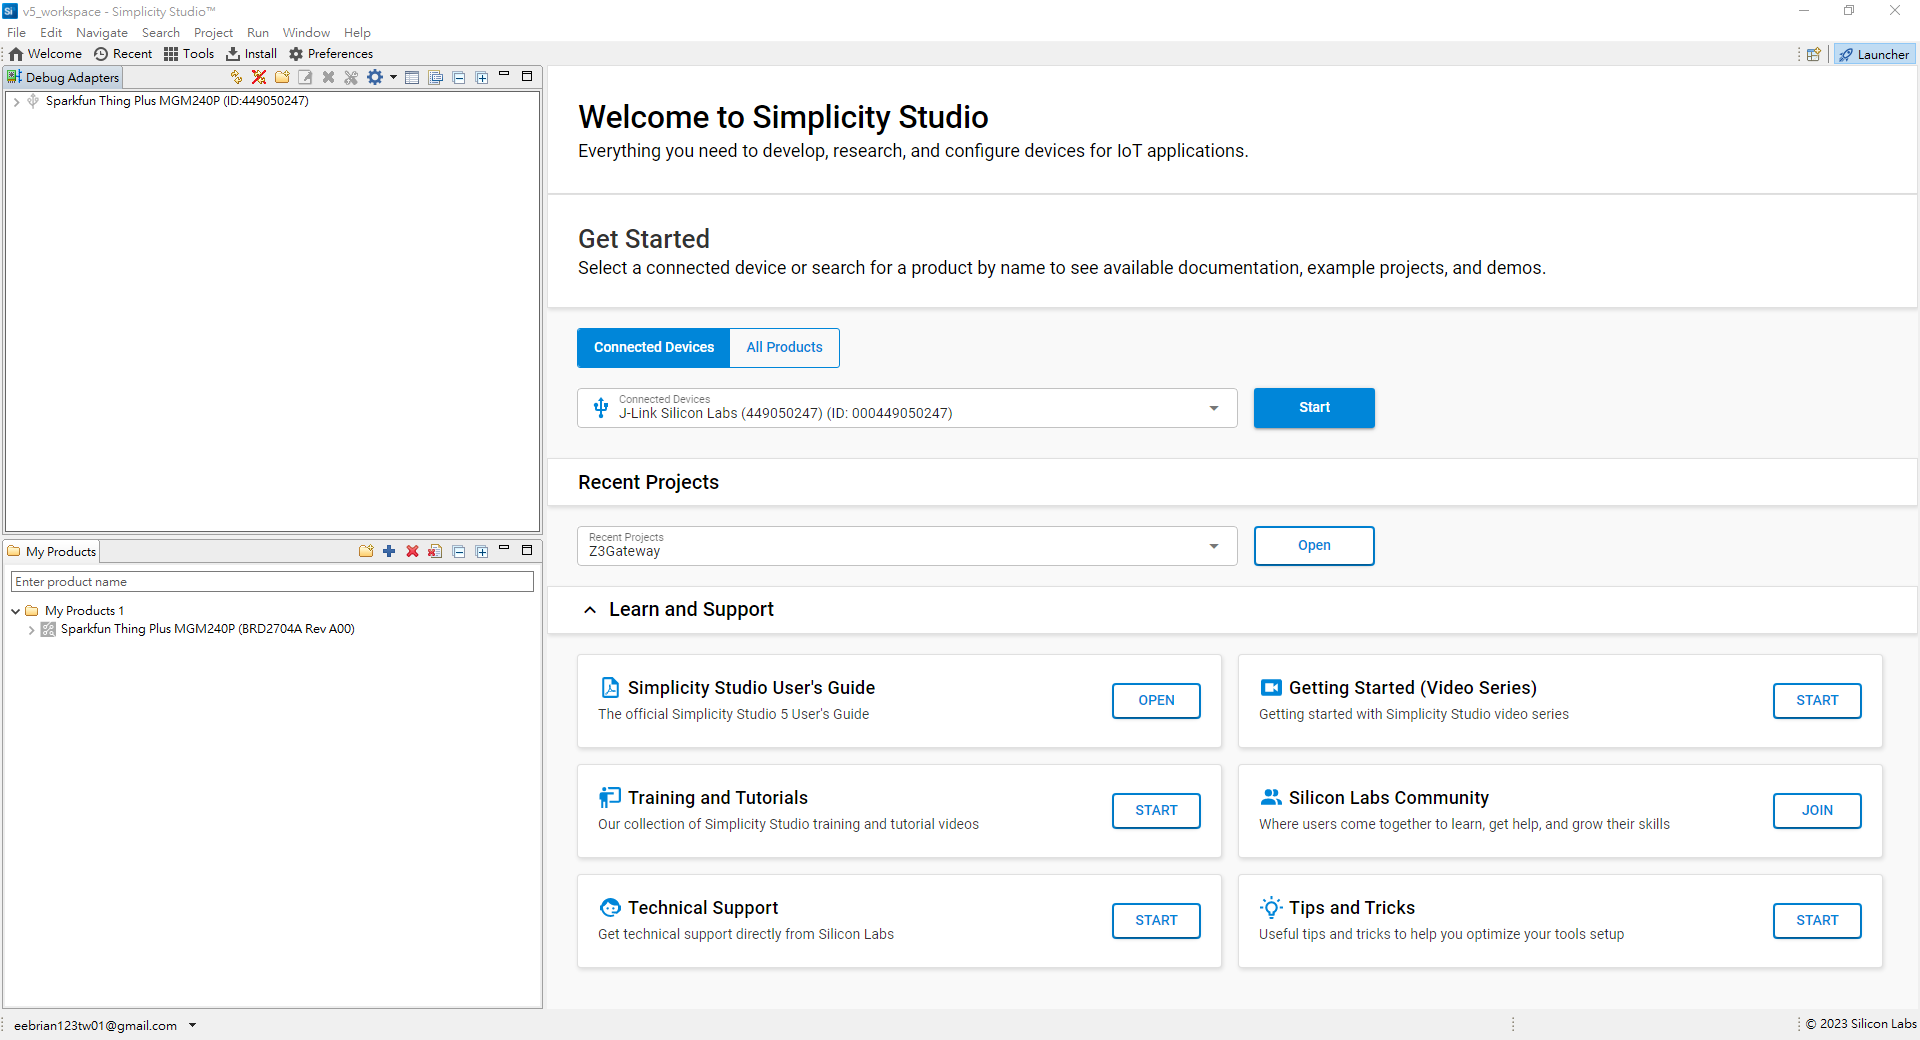 v5_workspace - Simplicity Studio™
File Edit Navigate Search Project Run Window Help
Welcome Recent Tools Install Preferences
Launcher
Debug Adapters
Sparkfun Thing Plus MGM240P (ID:449050247)
My Products
Enter product name
My Products 1
Sparkfun Thing Plus MGM240P (BRD2704A Rev A00)
Welcome to Simplicity Studio
Everything you need to develop, research, and configure devices for IoT applications.
Get Started
Select a connected device or search for a product by name to see available documentation, example projects, and demos.
Connected Devices All Products
Connected Devices
J-Link Silicon Labs (449050247) (ID: 000449050247)
Start
Recent Projects
Recent Projects
Z3Gateway
Open
Learn and Support
Simplicity Studio User's Guide
The official Simplicity Studio 5 User's Guide
OPEN
Getting Started (Video Series)
Getting started with Simplicity Studio video series
START
Training and Tutorials
Our collection of Simplicity Studio training and tutorial videos
START
Silicon Labs Community
Where users come together to learn, get help, and grow their skills
JOIN
Technical Support
Get technical support directly from Silicon Labs
START
Tips and Tricks
Useful tips and tricks to help you optimize your tools setup
START
eebrian123tw01@gmail.com
© 2023 Silicon Labs